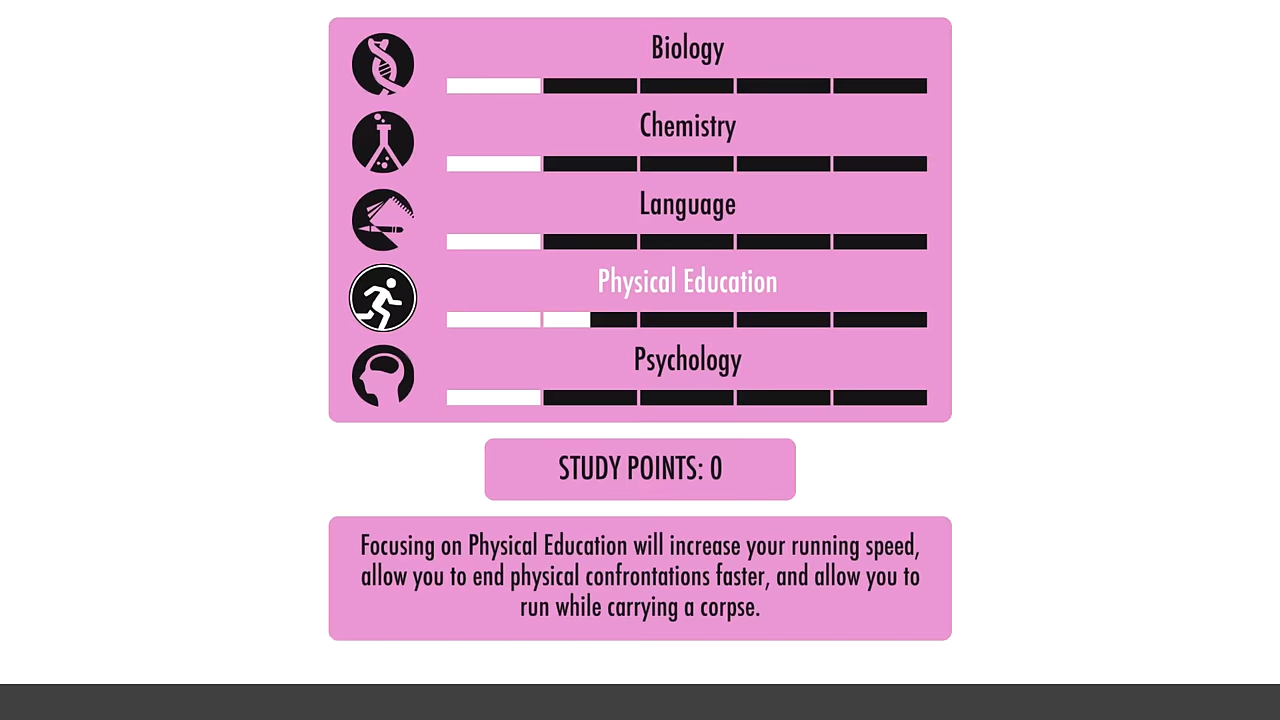 Biology
Chemistry
Language
Physical Education
Psychology
STUDY POINTS: 0
Focusing on Physical Education will increase your running speed,
allow you to end physical confrontations faster, and allow you to
run while carrying a corpse.